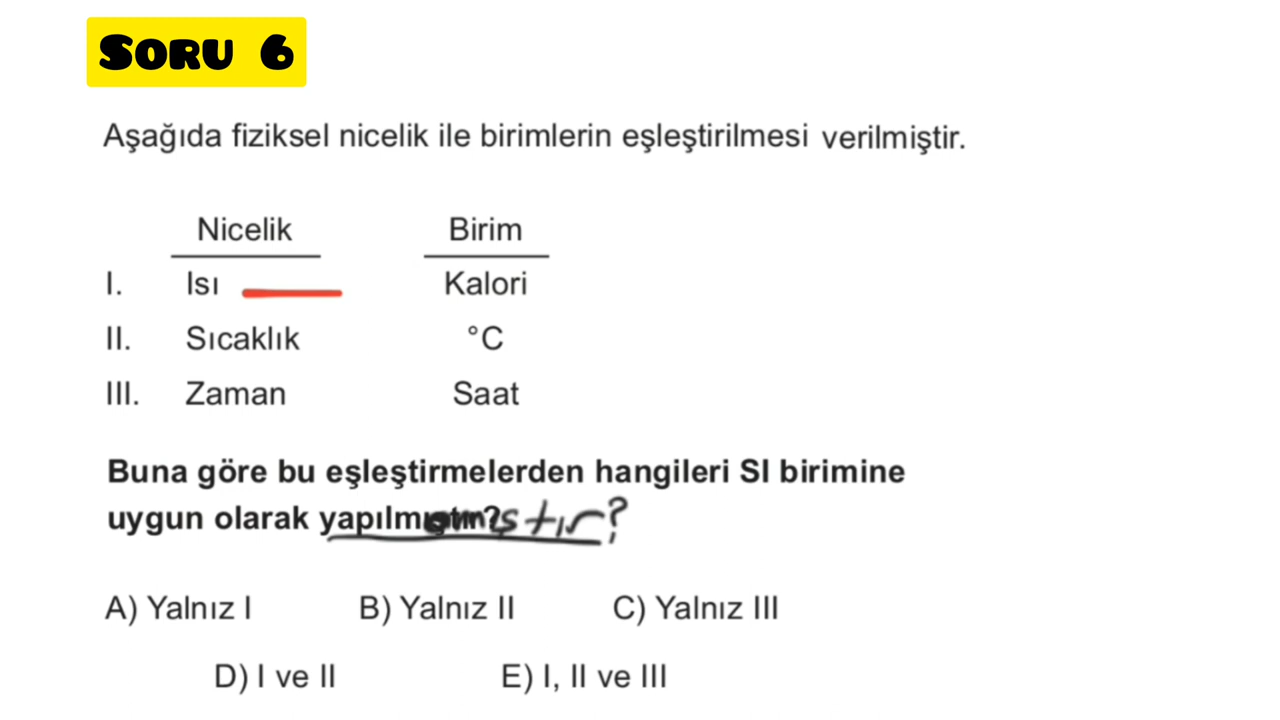 SORU 6
Aşağıda fiziksel nicelik ile birimlerin eşleştirilmesi verilmiştir.
Nicelik Birim
I. Isı Kalori
II. Sıcaklık °C
III. Zaman Saat
Buna göre bu eşleştirmelerden hangileri SI birimine
uygun olarak yapılmamıştır?
A) Yalnız I B) Yalnız II C) Yalnız III
D) I ve II E) I, II ve III